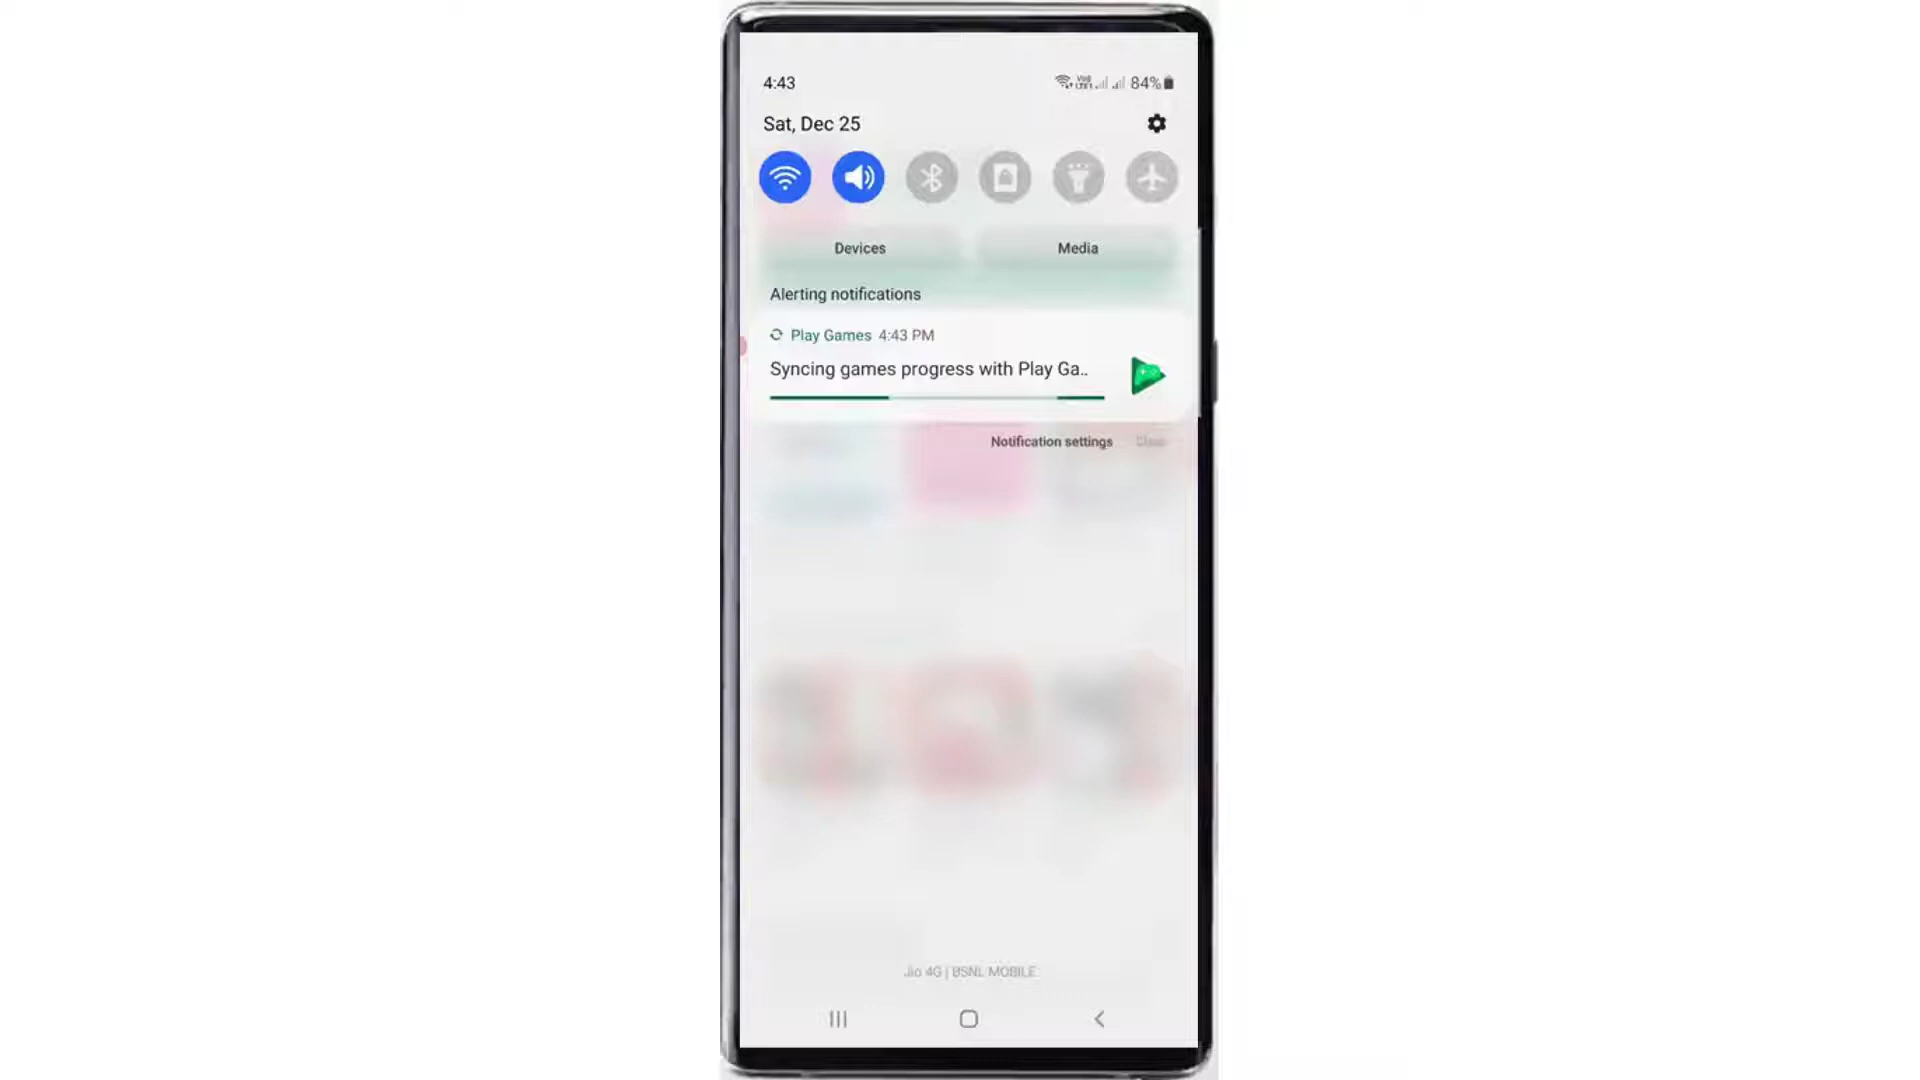 4:43 84%
Sat, Dec 25
Devices Media
Alerting notifications
Play Games 4:43 PM
Syncing games progress with Play Ga..
Notification settings Clear
Jio 4G | BSNL MOBILE